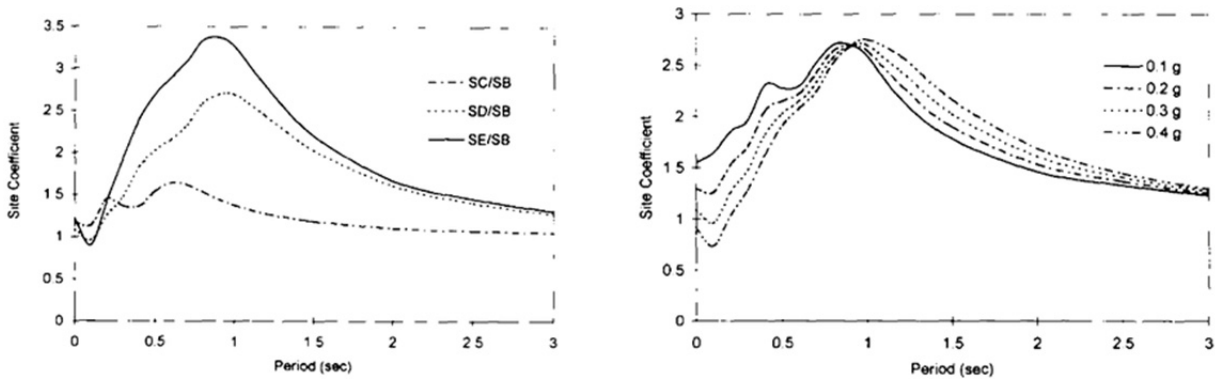 3.5
3
2.5
2
1.5
1
0.5
0
Site Coefficient
SC/SB
SD/SB
SE/SB
0 0.5 1 1.5 2 2.5 3
Period (sec)
3
2.5
2
1.5
1
0.5
0
Site Coefficient
0.1 g
0.2 g
0.3 g
0.4 g
0 0.5 1 1.5 2 2.5 3
Period (sec)